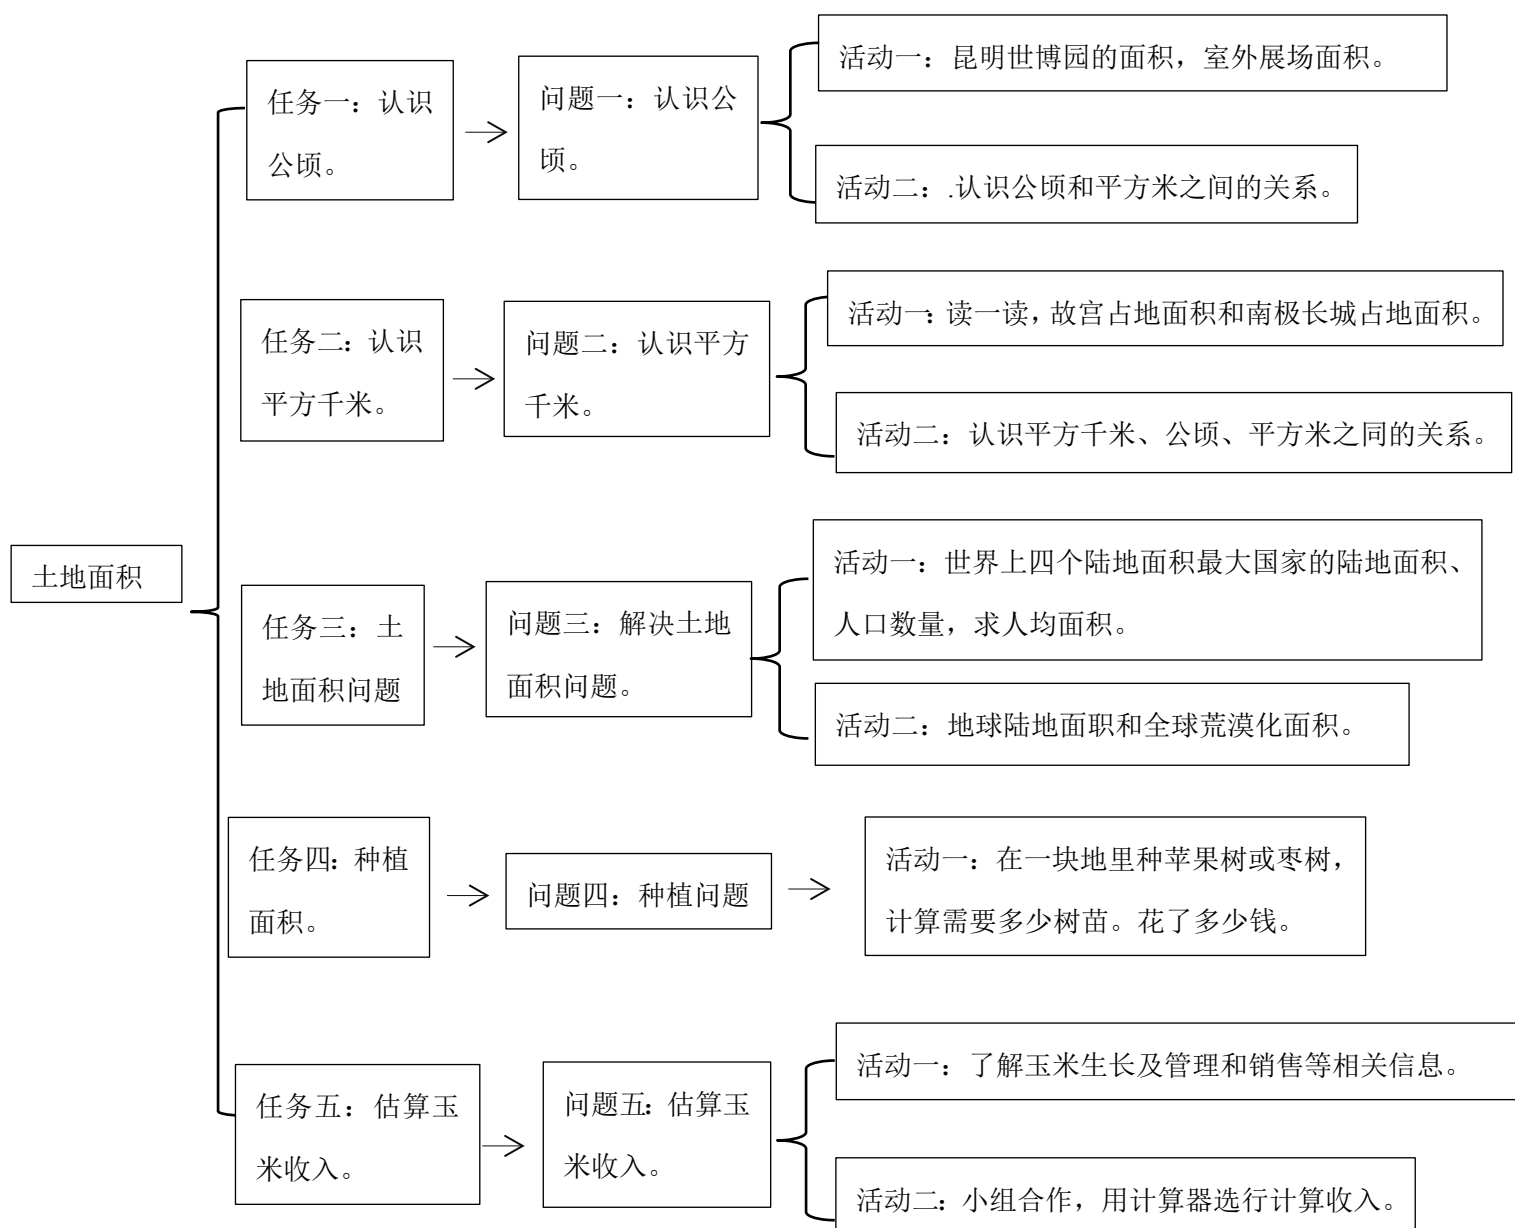 土地面积
任务一：认识
公顷。
问题一：认识公
顷。
活动一：昆明世博园的面积，室外展场面积。
活动二：.认识公顷和平方米之间的关系。
任务二：认识
平方千米。
问题二：认识平方
千米。
活动一：读一读，故宫占地面积和南极长城占地面积。
活动二：认识平方千米、公顷、平方米之同的关系。
任务三：土
地面积问题
问题三：解决土地
面积问题。
活动一：世界上四个陆地面积最大国家的陆地面积、
人口数量，求人均面积。
活动二：地球陆地面职和全球荒漠化面积。
任务四：种植
面积。
问题四：种植问题
活动一：在一块地里种苹果树或枣树，
计算需要多少树苗。花了多少钱。
任务五：估算玉
米收入。
问题五：估算玉
米收入。
活动一：了解玉米生长及管理和销售等相关信息。
活动二：小组合作，用计算器选行计算收入。